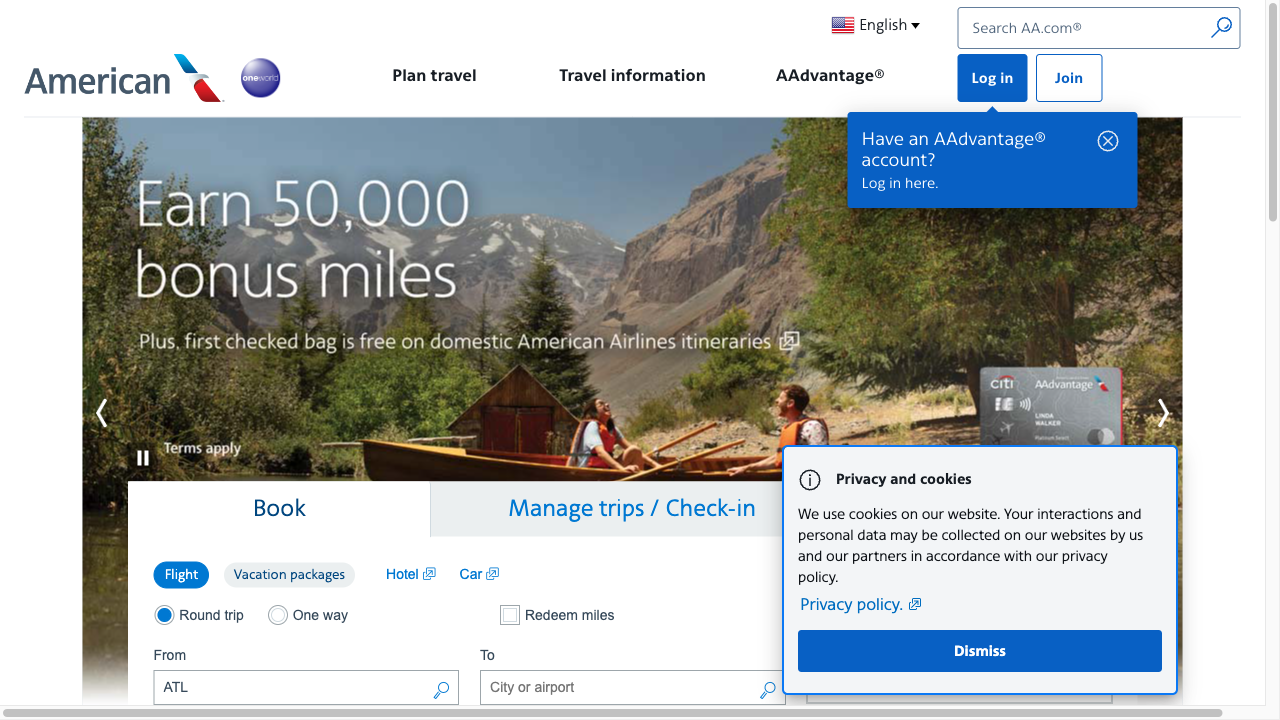 English
Search AA.com®
American
oneworld
Plan travel
Travel information
AAdvantage®
Log in
Join
Have an AAdvantage®
account?
Log in here.
Earn 50,000
bonus miles
Plus, first checked bag is free on domestic American Airlines itineraries
Terms apply
citi
AAdvantage
LINDA
WALKER
Book
Manage trips / Check-in
Flight
Vacation packages
Hotel
Car
Round trip
One way
Redeem miles
From
To
ATL
City or airport
Privacy and cookies
We use cookies on our website. Your interactions and
personal data may be collected on our websites by us
and our partners in accordance with our privacy
policy.
Privacy policy.
Dismiss